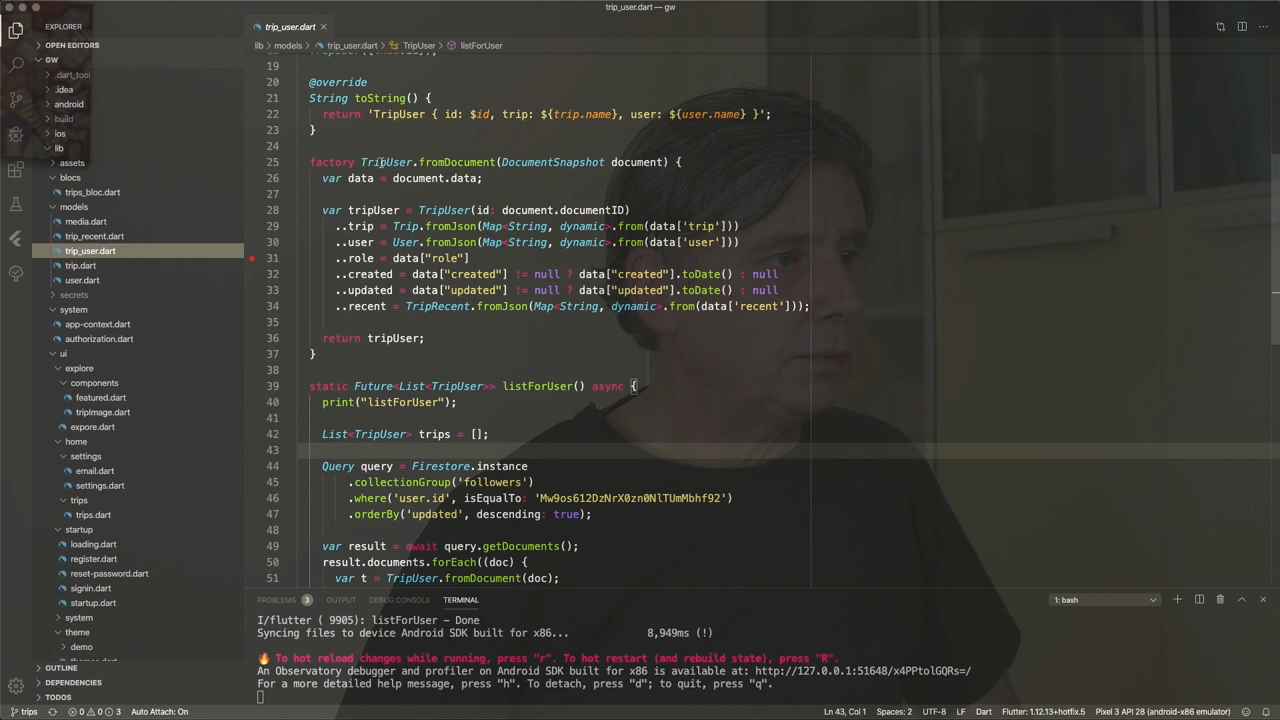 trip_user.dart — gw
EXPLORER
OPEN EDITORS
GW
.dart_tool
.idea
android
build
ios
lib
assets
blocs
trips_bloc.dart
models
media.dart
trip_recent.dart
trip_user.dart
trip.dart
user.dart
secrets
system
app-context.dart
authorization.dart
ui
explore
components
featured.dart
tripImage.dart
expore.dart
home
settings
email.dart
settings.dart
trips
trips.dart
startup
loading.dart
register.dart
reset-password.dart
signin.dart
startup.dart
system
theme
demo
OUTLINE
DEPENDENCIES
TODOS
trip_user.dart
lib > models > trip_user.dart > TripUser > listForUser
19
20 @override
21 String toString() {
22 return 'TripUser { id: $id, trip: ${trip.name}, user: ${user.name} }';
23 }
24
25 factory TripUser.fromDocument(DocumentSnapshot document) {
26 var data = document.data;
27
28 var tripUser = TripUser(id: document.documentID)
29 ..trip = Trip.fromJson(Map<String, dynamic>.from(data['trip']))
30 ..user = User.fromJson(Map<String, dynamic>.from(data['user']))
31 ..role = data["role"]
32 ..created = data["created"] != null ? data["created"].toDate() : null
33 ..updated = data["updated"] != null ? data["updated"].toDate() : null
34 ..recent = TripRecent.fromJson(Map<String, dynamic>.from(data['recent']));
35
36 return tripUser;
37 }
38
39 static Future<List<TripUser>> listForUser() async {
40 print("listForUser");
41
42 List<TripUser> trips = [];
43
44 Query query = Firestore.instance
45 .collectionGroup('followers')
46 .where('user.id', isEqualTo: 'Mw9os612DzNrX0zn0NlTUmMbhf92')
47 .orderBy('updated', descending: true);
48
49 var result = await query.getDocuments();
50 result.documents.forEach((doc) {
51 var t = TripUser.fromDocument(doc);
PROBLEMS 3 OUTPUT DEBUG CONSOLE TERMINAL 1: bash
I/flutter ( 9905): listForUser - Done
Syncing files to device Android SDK built for x86... 8,949ms (!)
To hot reload changes while running, press "r". To hot restart (and rebuild state), press "R".
An Observatory debugger and profiler on Android SDK built for x86 is available at: http://127.0.0.1:51648/x4PPtolGQRs=/
For a more detailed help message, press "h". To detach, press "d"; to quit, press "q".
trips 0 0 3 Auto Attach: On Ln 43, Col 1 Spaces: 2 UTF-8 LF Dart Flutter: 1.12.13+hotfix.5 Pixel 3 API 28 (android-x86 emulator)